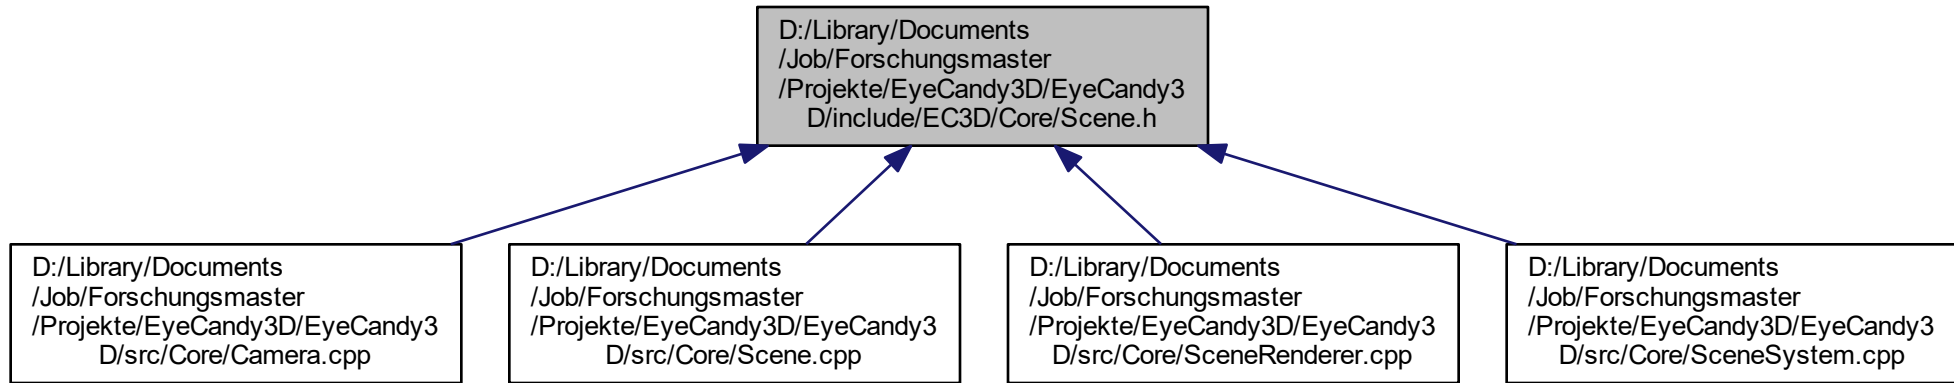 D:/Library/Documents
/Job/Forschungsmaster
/Projekte/EyeCandy3D/EyeCandy3
D/include/EC3D/Core/Scene.h
D:/Library/Documents
/Job/Forschungsmaster
/Projekte/EyeCandy3D/EyeCandy3
D/src/Core/Camera.cpp
D:/Library/Documents
/Job/Forschungsmaster
/Projekte/EyeCandy3D/EyeCandy3
D/src/Core/Scene.cpp
D:/Library/Documents
/Job/Forschungsmaster
/Projekte/EyeCandy3D/EyeCandy3
D/src/Core/SceneRenderer.cpp
D:/Library/Documents
/Job/Forschungsmaster
/Projekte/EyeCandy3D/EyeCandy3
D/src/Core/SceneSystem.cpp